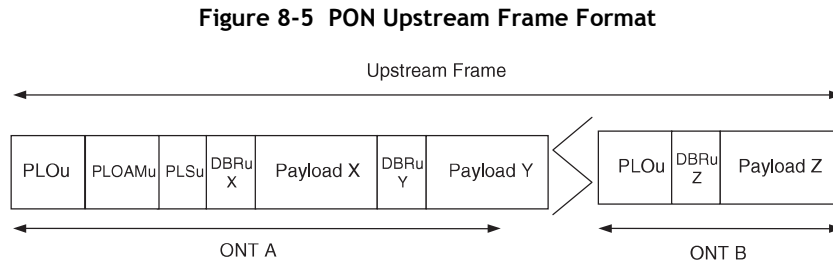 Figure 8-5 PON Upstream Frame Format
Upstream Frame
PLOu PLOAMu PLSu DBRu X Payload X DBRu Y Payload Y PLOu DBRu Z Payload Z
ONT A ONT B